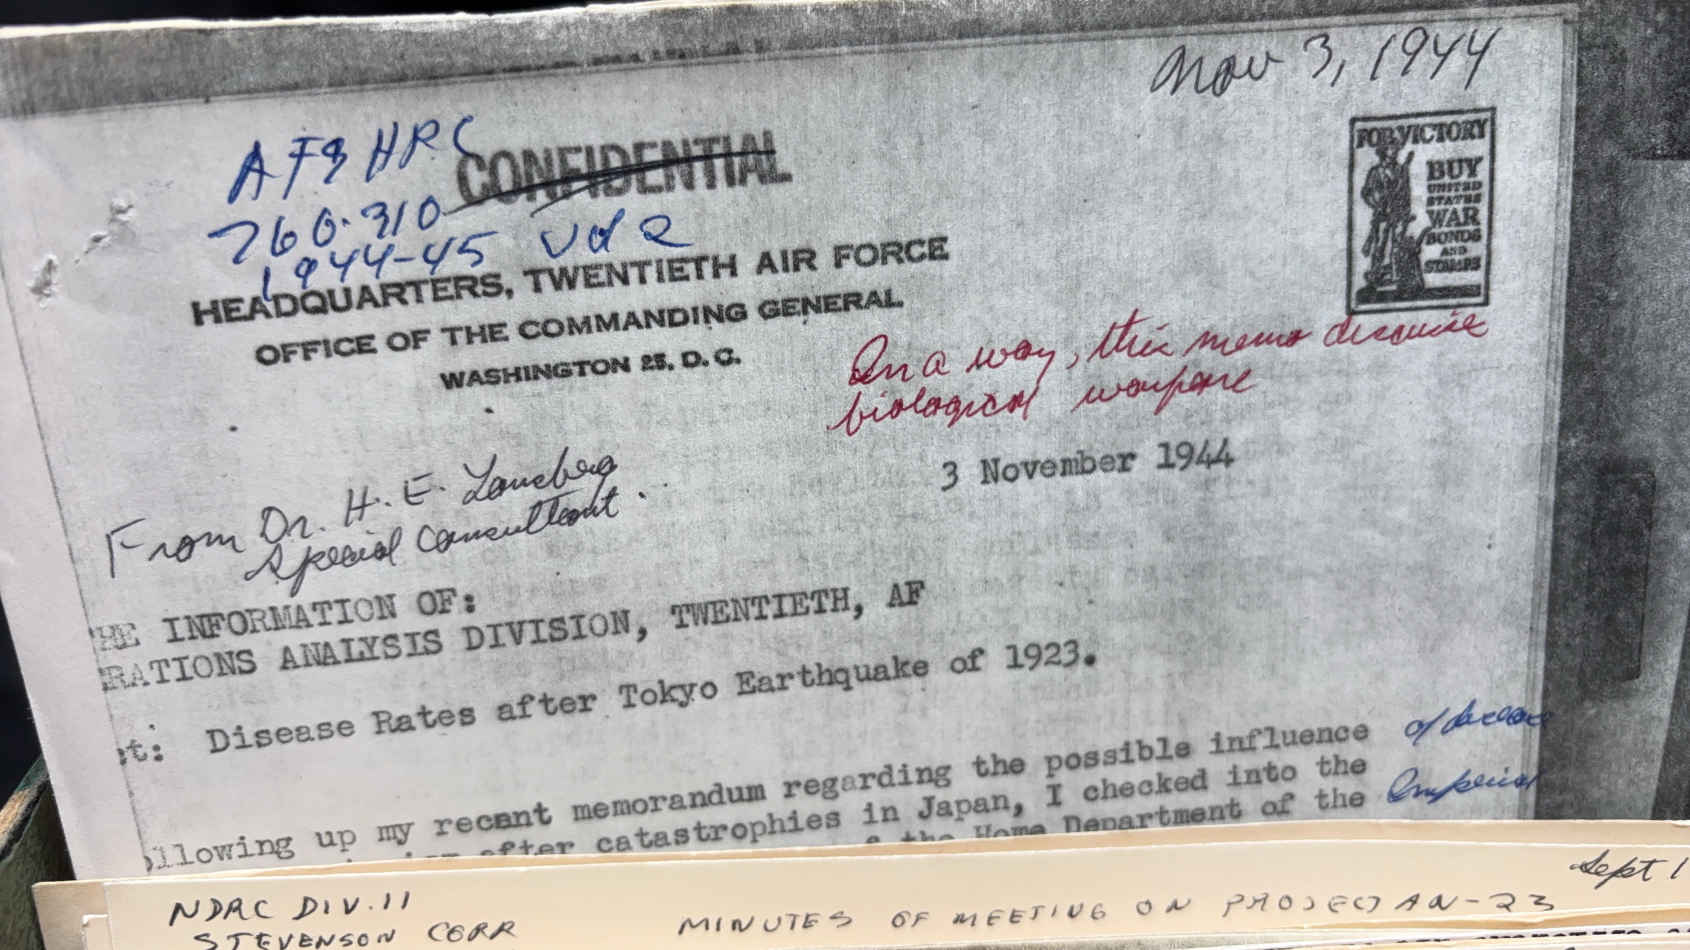 Nov 3, 1944
AFSHRC
CONFIDENTIAL
760.310
1944-45 Vol 2
HEADQUARTERS, TWENTIETH AIR FORCE
OFFICE OF THE COMMANDING GENERAL
WASHINGTON 25, D. C.
FOR VICTORY
BUY
UNITED
STATES
WAR
BONDS
AND
STAMPS
In a way, this memo discusses
biological warfare
3 November 1944
From Dr. H. E. Landsberg
Special Consultant.
HE INFORMATION OF:
RATIONS ANALYSIS DIVISION, TWENTIETH, AF
ct: Disease Rates after Tokyo Earthquake of 1923.
ollowing up my recent memorandum regarding the possible influence of disease
after catastrophies in Japan, I checked into the
the Home Department of the Imperial
NDRC DIV. 11
STEVENSON CORR
MINUTES OF MEETING ON PROJECT AN-23
Sept 1